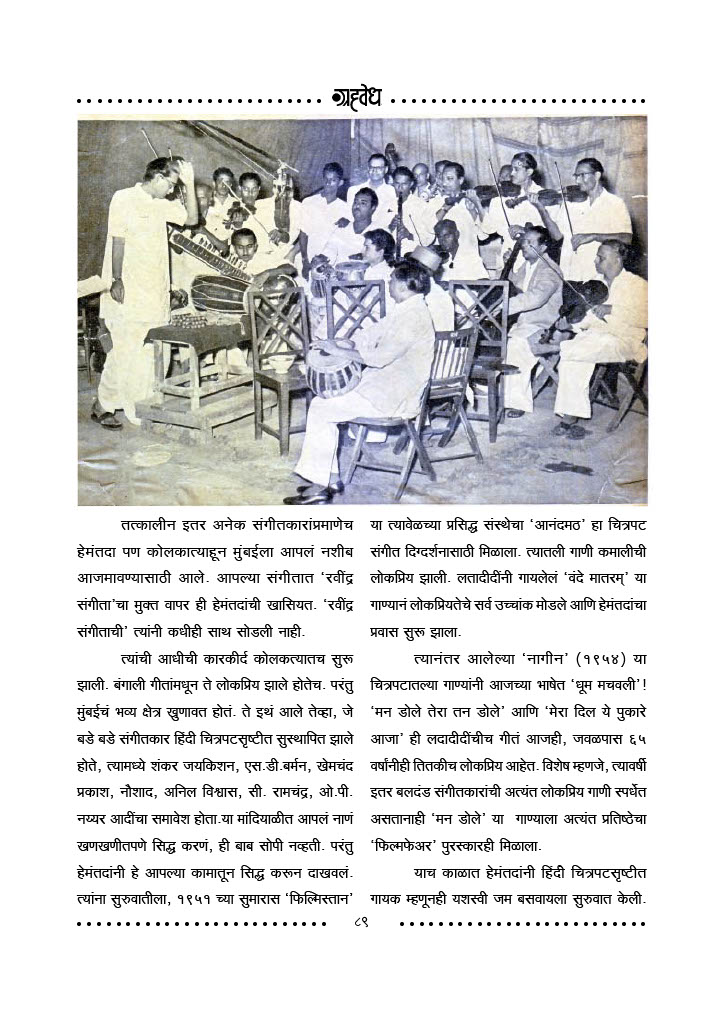 ग्रहवेध
तत्कालीन इतर अनेक संगीतकारांप्रमाणेच
हेमंतदा पण कोलकात्याहून मुंबईला आपलं नशीब
आजमावण्यासाठी आले. आपल्या संगीतात ‘रवींद्र
संगीता’चा मुक्त वापर ही हेमंतदांची खासियत. ‘रवींद्र
संगीताची’ त्यांनी कधीही साथ सोडली नाही.
त्यांची आधीची कारकीर्द कोलकत्यातच सुरू
झाली. बंगाली गीतांमधून ते लोकप्रिय झाले होतेच. परंतु
मुंबईचं भव्य क्षेत्र खुणावत होतं. ते इथं आले तेव्हा, जे
बडे बडे संगीतकार हिंदी चित्रपटसृष्टीत सुस्थापित झाले
होते, त्यामध्ये शंकर जयकिशन, एस.डी.बर्मन, खेमचंद
प्रकाश, नौशाद, अनिल विश्वास, सी. रामचंद्र, ओ.पी.
नय्यर आदींचा समावेश होता.या मांदियाळीत आपलं नाणं
खणखणीतपणे सिद्ध करणं, ही बाब सोपी नव्हती. परंतु
हेमंतदांनी हे आपल्या कामातून सिद्ध करून दाखवलं.
त्यांना सुरुवातीला, १९५१ च्या सुमारास ‘फिल्मिस्तान’
या त्यावेळच्या प्रसिद्ध संस्थेचा ‘आनंदमठ’ हा चित्रपट
संगीत दिग्दर्शनासाठी मिळाला. त्यातली गाणी कमालीची
लोकप्रिय झाली. लतादीदींनी गायलेलं ‘वंदे मातरम्’ या
गाण्यानं लोकप्रियतेचे सर्व उच्चांक मोडले आणि हेमंतदांचा
प्रवास सुरू झाला.
त्यानंतर आलेल्या ‘नागीन’ (१९५४) या
चित्रपटातल्या गाण्यांनी आजच्या भाषेत ‘धूम मचवली’!
‘मन डोले तेरा तन डोले’ आणि ‘मेरा दिल ये पुकारे
आजा’ ही लदादीदींचीच गीतं आजही, जवळपास ६५
वर्षांनीही तितकीच लोकप्रिय आहेत. विशेष म्हणजे, त्यावर्षी
इतर बलदंड संगीतकारांची अत्यंत लोकप्रिय गाणी स्पर्धेत
असतानाही ‘मन डोले’ या गाण्याला अत्यंत प्रतिष्ठेचा
‘फिल्मफेअर’ पुरस्कारही मिळाला.
याच काळात हेमंतदांनी हिंदी चित्रपटसृष्टीत
गायक म्हणूनही यशस्वी जम बसवायला सुरुवात केली.
८९